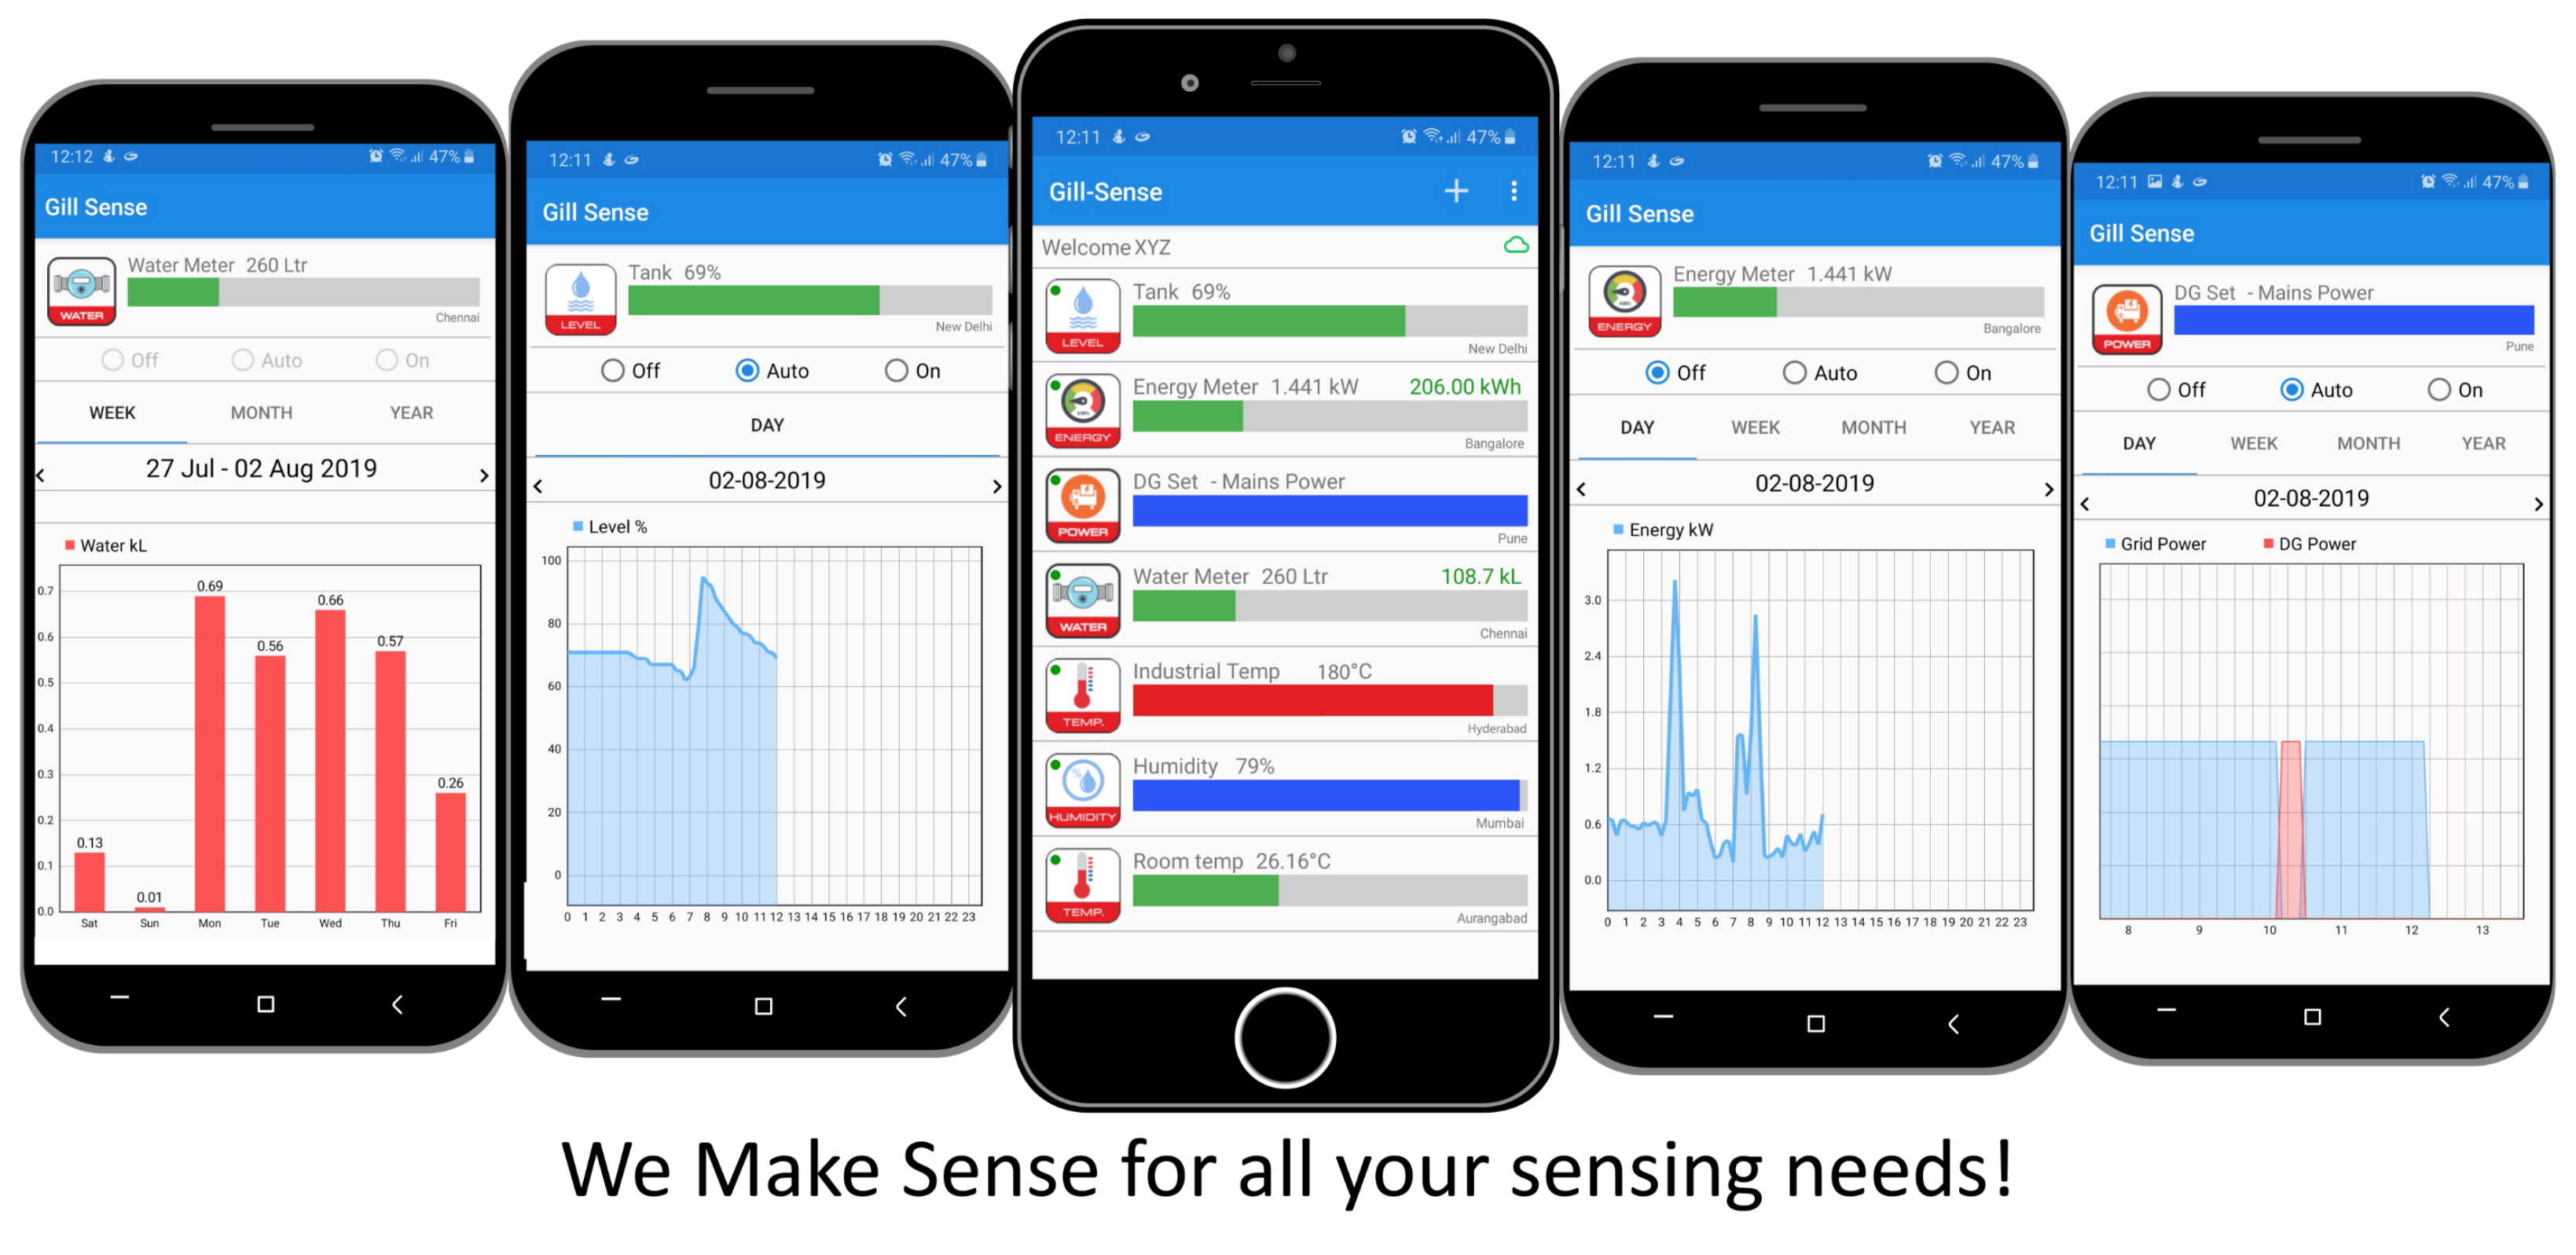 12:12 47%
Gill Sense
Water Meter 260 Ltr
WATER
Chennai
Off Auto On
WEEK MONTH YEAR
27 Jul - 02 Aug 2019
Water kL
0.7
0.6
0.5
0.4
0.3
0.2
0.1
0.0
0.13
0.01
0.69
0.56
0.66
0.57
0.26
Sat Sun Mon Tue Wed Thu Fri
12:11 47%
Gill Sense
Tank 69%
LEVEL
New Delhi
Off Auto On
DAY
02-08-2019
Level %
100
80
60
40
20
0
0 1 2 3 4 5 6 7 8 9 10 11 12 13 14 15 16 17 18 19 20 21 22 23
12:11 47%
Gill-Sense
Welcome XYZ
Tank 69%
LEVEL
New Delhi
Energy Meter 1.441 kW 206.00 kWh
ENERGY
Bangalore
DG Set - Mains Power
POWER
Pune
Water Meter 260 Ltr 108.7 kL
WATER
Chennai
Industrial Temp 180°C
TEMP.
Hyderabad
Humidity 79%
%
HUMIDITY
Mumbai
Room temp 26.16°C
TEMP.
Aurangabad
12:11 47%
Gill Sense
Energy Meter 1.441 kW
ENERGY
Bangalore
Off Auto On
DAY WEEK MONTH YEAR
02-08-2019
Energy kW
3.0
2.4
1.8
1.2
0.6
0.0
0 1 2 3 4 5 6 7 8 9 10 11 12 13 14 15 16 17 18 19 20 21 22 23
12:11 47%
Gill Sense
DG Set - Mains Power
POWER
Pune
Off Auto On
DAY WEEK MONTH YEAR
02-08-2019
Grid Power DG Power
8 9 10 11 12 13
We Make Sense for all your sensing needs!